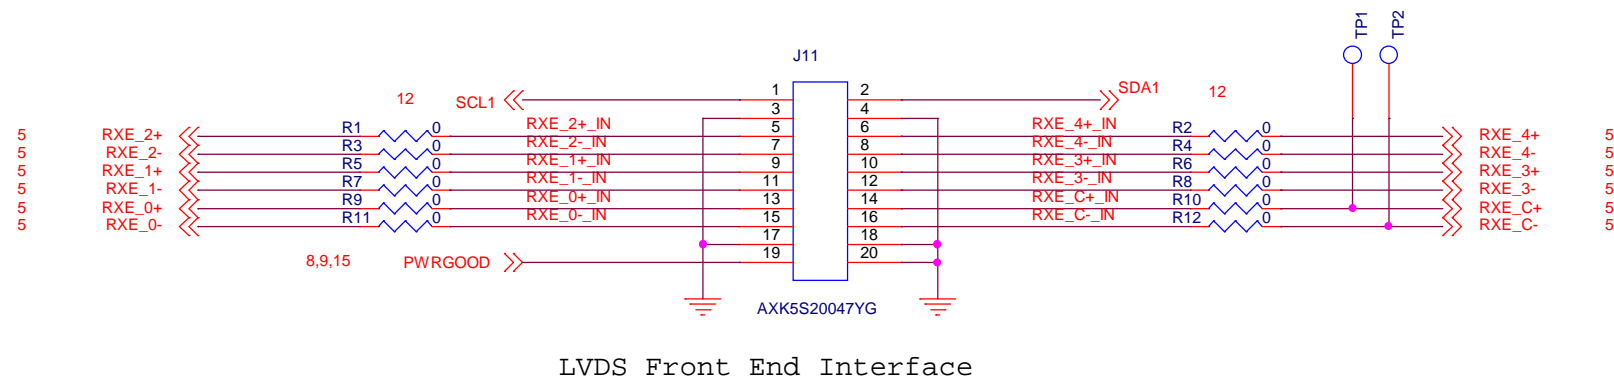 TP1 TP2
J11
1 2
12 SCL1 SDA1 12
3 4
5 RXE_2+ R1 0 RXE_2+_IN 5 6 RXE_4+_IN R2 0 RXE_4+ 5
5 RXE_2- R3 0 RXE_2-_IN 7 8 RXE_4-_IN R4 0 RXE_4- 5
5 RXE_1+ R5 0 RXE_1+_IN 9 10 RXE_3+_IN R6 0 RXE_3+ 5
5 RXE_1- R7 0 RXE_1-_IN 11 12 RXE_3-_IN R8 0 RXE_3- 5
5 RXE_0+ R9 0 RXE_0+_IN 13 14 RXE_C+_IN R10 0 RXE_C+ 5
5 RXE_0- R11 0 RXE_0-_IN 15 16 RXE_C-_IN R12 0 RXE_C- 5
17 18
8,9,15 PWRGOOD 19 20
AXK5S20047YG
LVDS Front End Interface